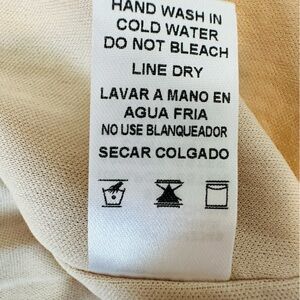 HAND WASH IN
COLD WATER
DO NOT BLEACH
LINE DRY
LAVAR A MANO EN
AGUA FRIA
NO USE BLANQUEADOR
SECAR COLGADO